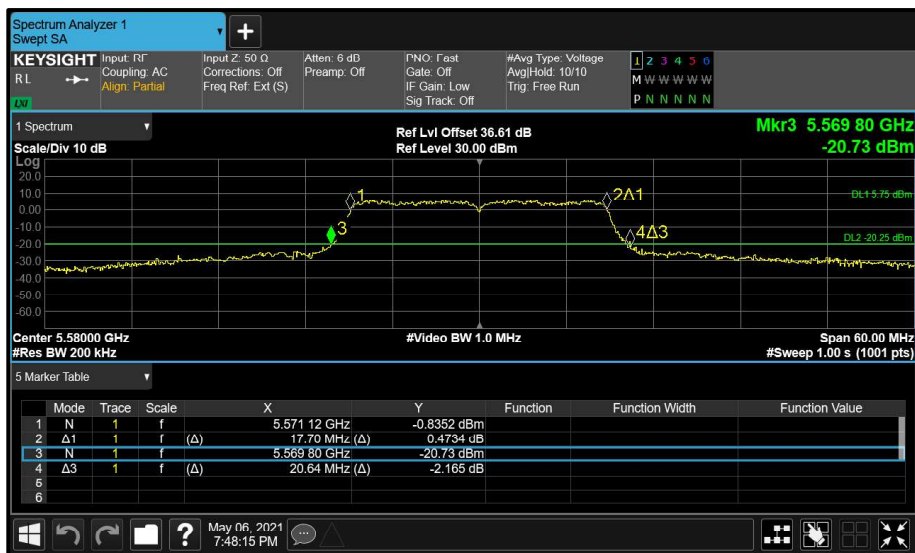 Spectrum Analyzer 1
Swept SA
KEYSIGHT
RL
LXI
Input: RF
Coupling: AC
Align: Partial
Input Z: 50 Ω
Corrections: Off
Freq Ref: Ext (S)
Atten: 6 dB
Preamp: Off
PNO: Fast
Gate: Off
IF Gain: Low
Sig Track: Off
#Avg Type: Voltage
Avg|Hold: 10/10
Trig: Free Run
1 2 3 4 5 6
M W W W W W
P N N N N N
1 Spectrum
Scale/Div 10 dB
Ref Lvl Offset 36.61 dB
Ref Level 30.00 dBm
Mkr3 5.569 80 GHz
-20.73 dBm
Log
20.0
10.0
0.00
-10.0
-20.0
-30.0
-40.0
-50.0
-60.0
1
2Δ1
3
4Δ3
DL1 5.75 dBm
DL2 -20.25 dBm
Center 5.58000 GHz
#Res BW 200 kHz
#Video BW 1.0 MHz
Span 60.00 MHz
#Sweep 1.00 s (1001 pts)
5 Marker Table
Mode Trace Scale X Y Function Function Width Function Value
1 N 1 f 5.571 12 GHz -0.8352 dBm
2 Δ1 1 f (Δ) 17.70 MHz (Δ) 0.4734 dB
3 N 1 f 5.569 80 GHz -20.73 dBm
4 Δ3 1 f (Δ) 20.64 MHz (Δ) -2.165 dB
5
6
?
May 06, 2021
7:48:15 PM